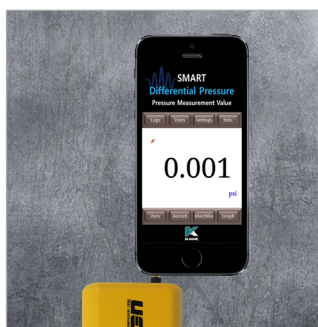 SMART
Differential Pressure
Pressure Measurement Value
Logs Units Settings Info
0.001
psi
Zero Record Max/Min Graph
KANE